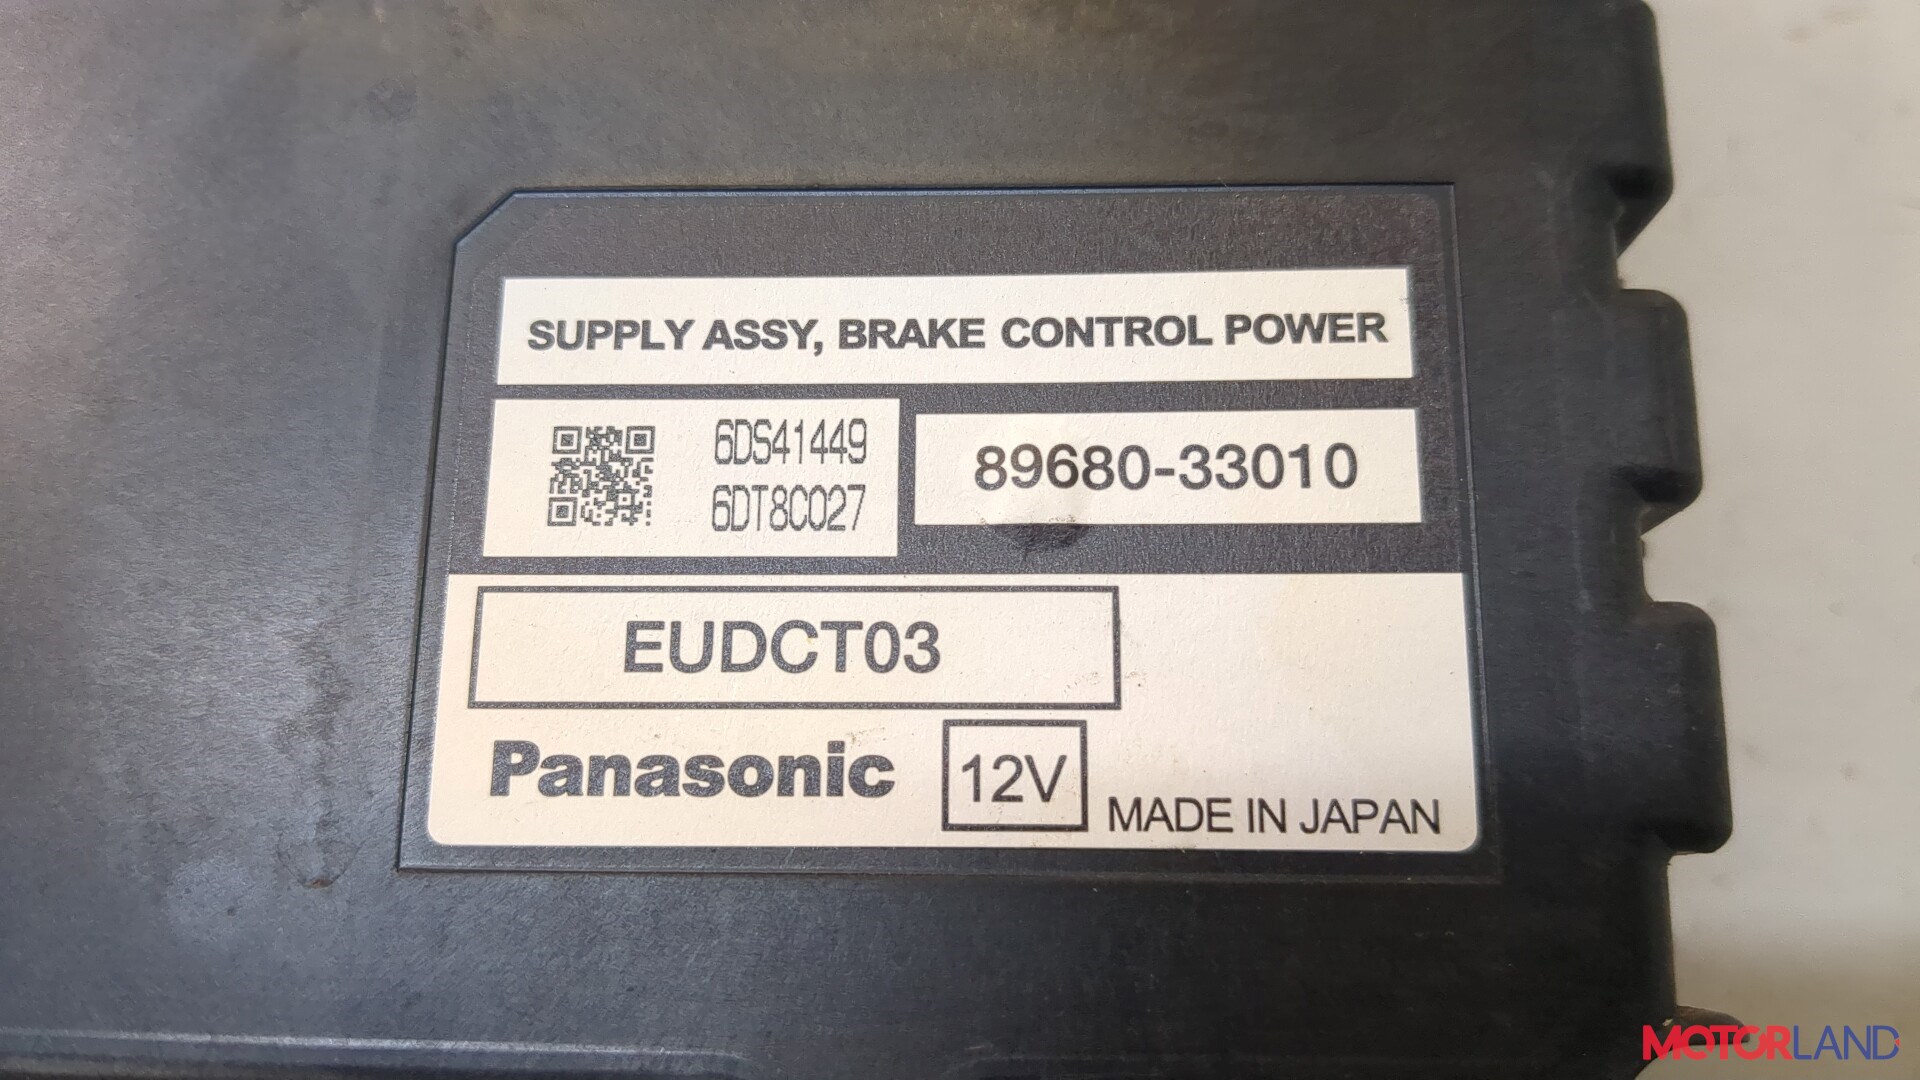 SUPPLY ASSY, BRAKE CONTROL POWER
6DS41449
6DT8C027
89680-33010
EUDCT03
Panasonic
12V
MADE IN JAPAN
MOTORLAND